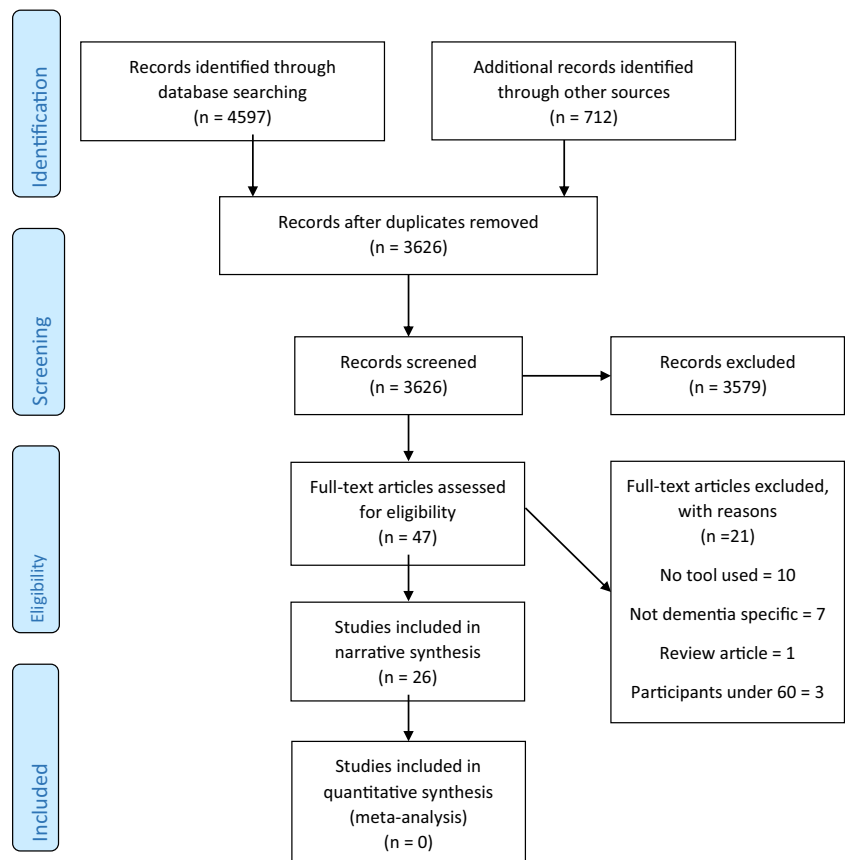 Identification
Records identified through
database searching
(n = 4597)
Additional records identified
through other sources
(n = 712)
Records after duplicates removed
(n = 3626)
Screening
Records screened
(n = 3626)
Records excluded
(n = 3579)
Eligibility
Full-text articles assessed
for eligibility
(n = 47)
Full-text articles excluded,
with reasons
(n =21)
No tool used = 10
Not dementia specific = 7
Review article = 1
Participants under 60 = 3
Studies included in
narrative synthesis
(n = 26)
Included
Studies included in
quantitative synthesis
(meta-analysis)
(n = 0)